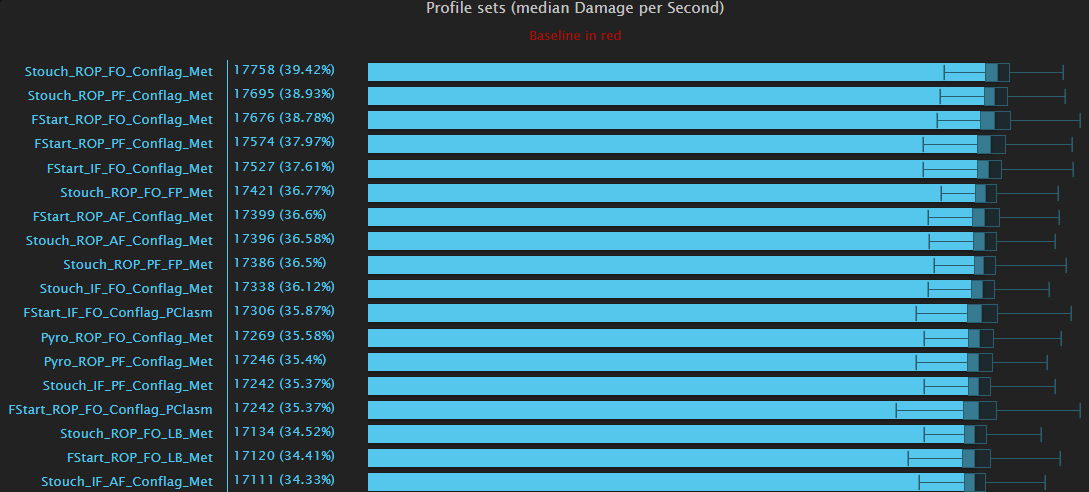 Profile sets (median Damage per Second)
Baseline in red
Stouch_ROP_FO_Conflag_Met 17758 (39.42%)
Stouch_ROP_PF_Conflag_Met 17695 (38.93%)
FStart_ROP_FO_Conflag_Met 17676 (38.78%)
FStart_ROP_PF_Conflag_Met 17574 (37.97%)
FStart_IF_FO_Conflag_Met 17527 (37.61%)
Stouch_ROP_FO_FP_Met 17421 (36.77%)
FStart_ROP_AF_Conflag_Met 17399 (36.6%)
Stouch_ROP_AF_Conflag_Met 17396 (36.58%)
Stouch_ROP_PF_FP_Met 17386 (36.5%)
Stouch_IF_FO_Conflag_Met 17338 (36.12%)
FStart_IF_FO_Conflag_PClasm 17306 (35.87%)
Pyro_ROP_FO_Conflag_Met 17269 (35.58%)
Pyro_ROP_PF_Conflag_Met 17246 (35.4%)
Stouch_IF_PF_Conflag_Met 17242 (35.37%)
FStart_ROP_FO_Conflag_PClasm 17242 (35.37%)
Stouch_ROP_FO_LB_Met 17134 (34.52%)
FStart_ROP_FO_LB_Met 17120 (34.41%)
Stouch_IF_AF_Conflag_Met 17111 (34.33%)